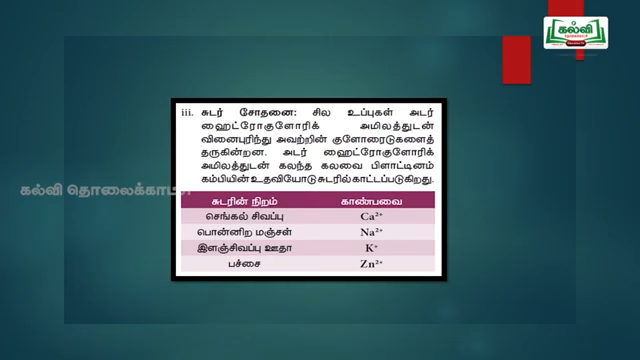 கல்வி
iii. சுடர் சோதனை: சில உப்புகள் அடர்
ஹைட்ரோகுளோரிக் அமிலத்துடன்
வினைபுரிந்து அவற்றின் குளோரைடுகளைத்
தருகின்றன. அடர் ஹைட்ரோகுளோரிக்
அமிலத்துடன் கலந்த கலவை பிளாட்டினம்
கம்பியின் உதவியோடு சுடரில் காட்டப்படுகிறது.
கல்வி தொலைக்காட்சி
சுடரின் நிறம் காண்பவை
செங்கல் சிவப்பு Ca²⁺
பொன்னிற மஞ்சள் Na²⁺
இளஞ்சிவப்பு ஊதா K⁺
பச்சை Zn²⁺